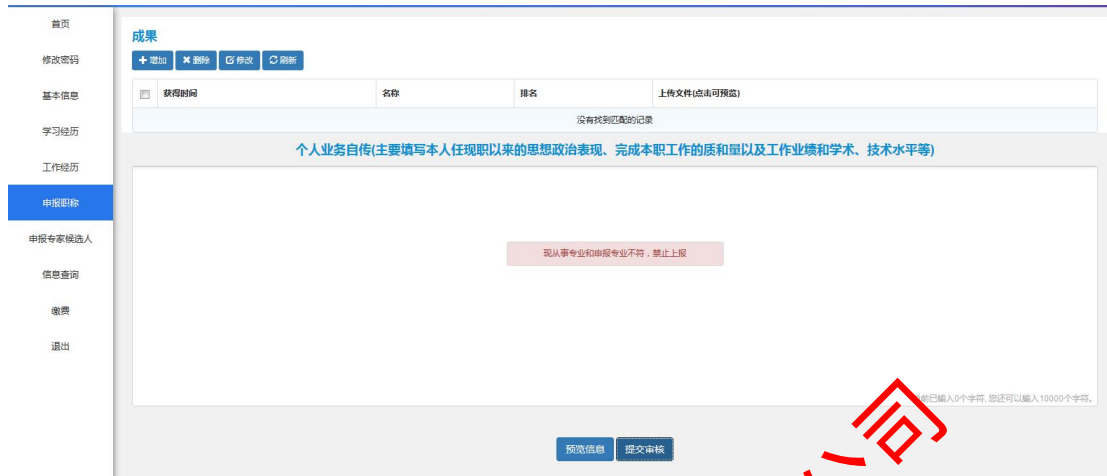 首页
修改密码
基本信息
学习经历
工作经历
申报职称
申报专家候选人
信息查询
缴费
退出
成果
增加 删除 修改 刷新
获得时间 名称 排名 上传文件(点击可预览)
没有找到匹配的记录
个人业务自传(主要填写本人任现职以来的思想政治表现、完成本职工作的质和量以及工作业绩和学术、技术水平等)
现从事专业和申报专业不符，禁止上报
前已输入0个字符, 您还可以输入10000个字符。
预览信息 提交审核
司